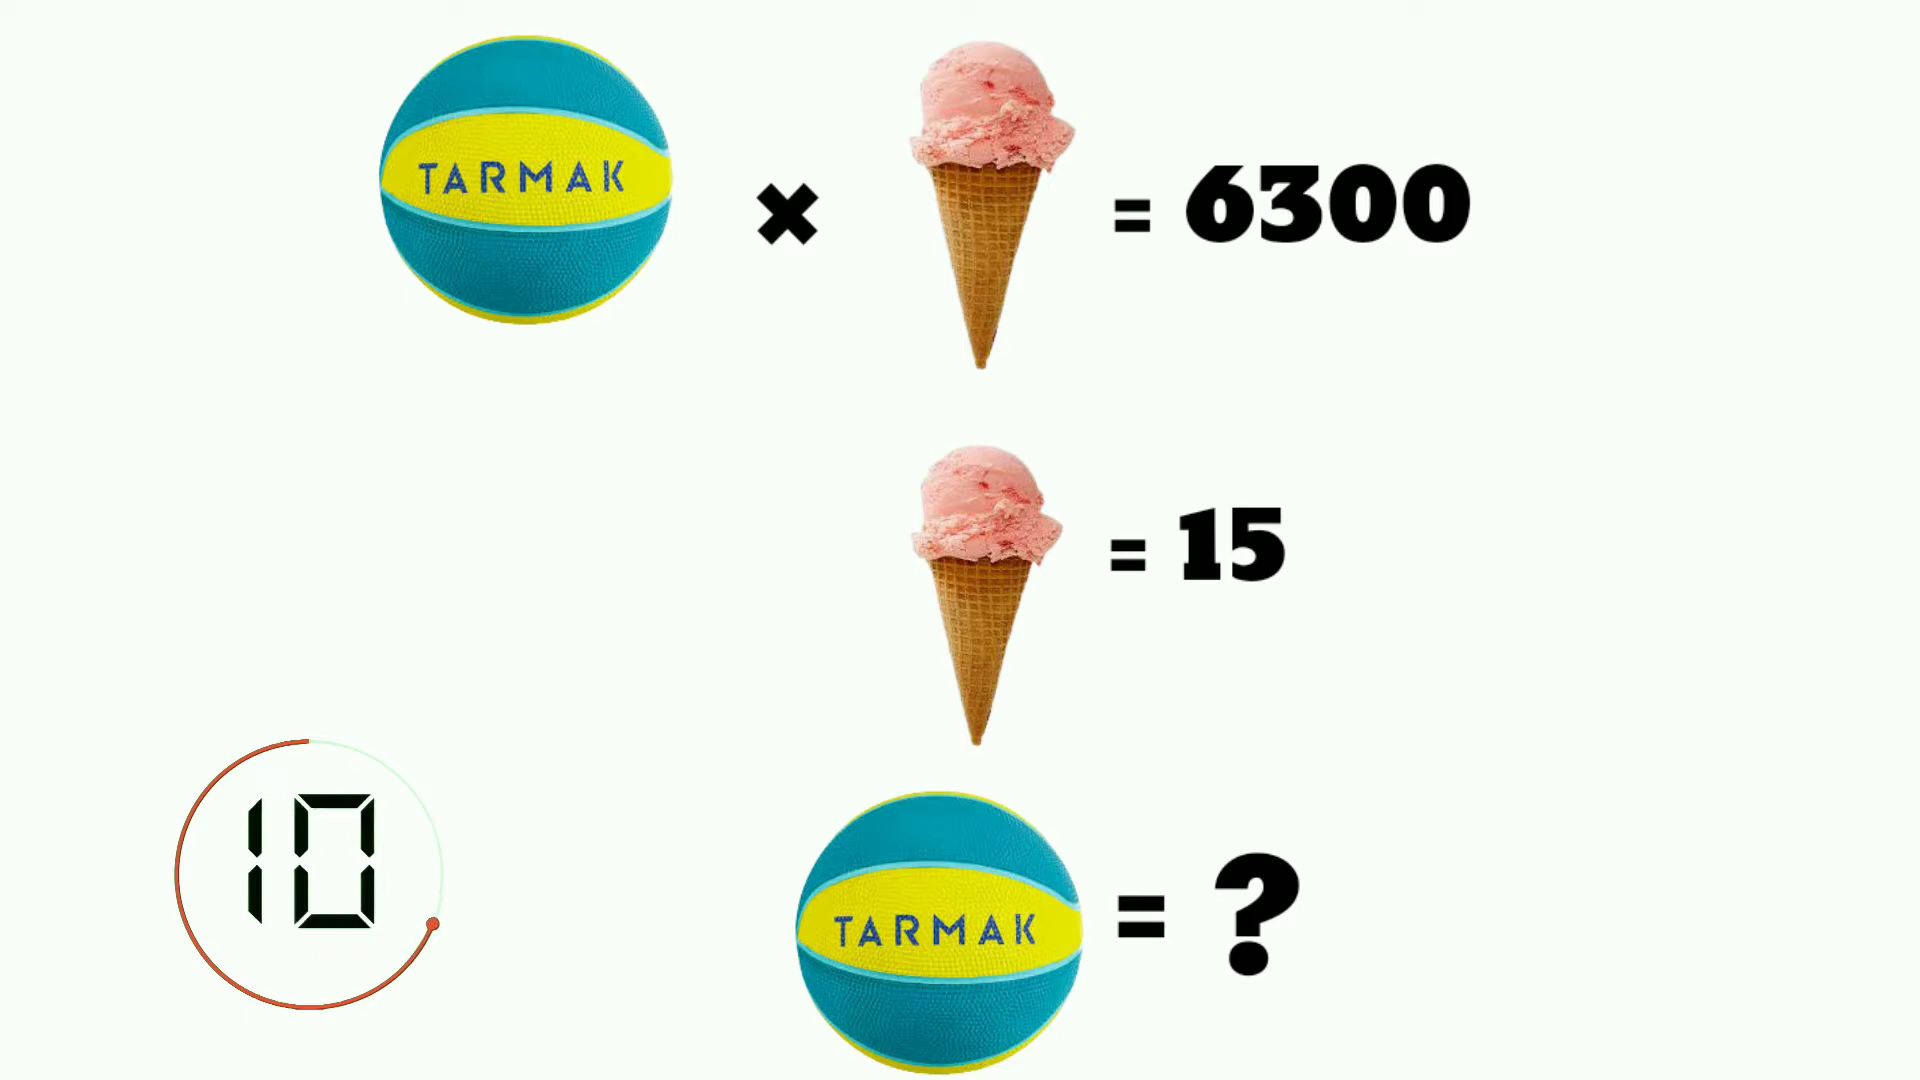 TARMAK
× = 6300
= 15
10
TARMAK
= ?